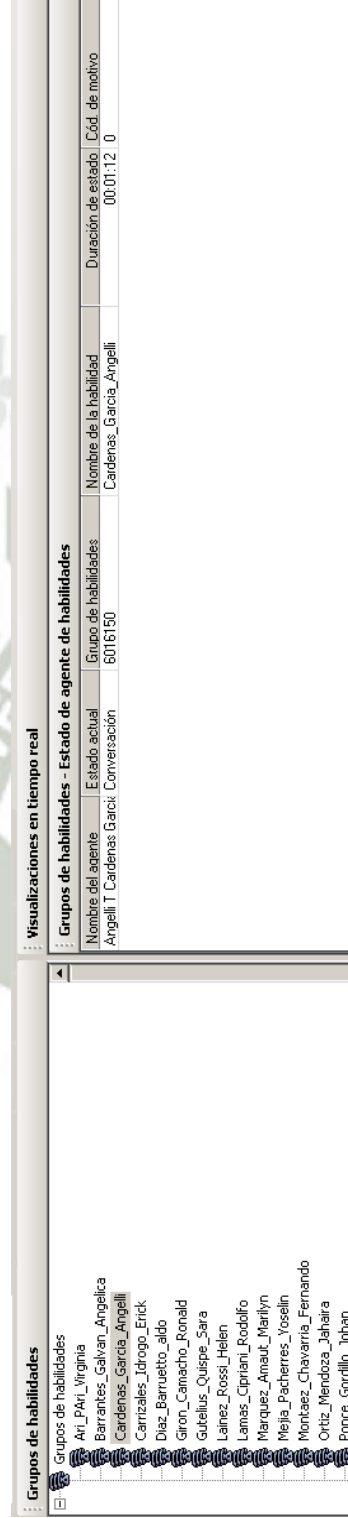 Grupos de habilidades
Grupos de habilidades
Ari_PAri_Virginia
Barrantes_Galvan_Angelica
Cardenas_Garcia_Angelli
Carrizales_Idrogo_Erick
Diaz_Barruetto_aldo
Giron_Camacho_Ronald
Gutelius_Quispe_Sara
Lainez_Rossi_Helen
Lamas_Cipriani_Rodolfo
Marquez_Amaut_Marilyn
Mejia_Pacherres_Yoselin
Montaez_Chavarria_Fernando
Ortiz_Mendoza_Jahaira
Ponce_Gordillo_Johan
Visualizaciones en tiempo real
Grupos de habilidades - Estado de agente de habilidades
Nombre del agente Estado actual Grupo de habilidades Nombre de la habilidad Duración de estado Cód. de motivo
Angelli T Cardenas Garcia Conversación 6016150 Cardenas_Garcia_Angelli 00:01:12 0